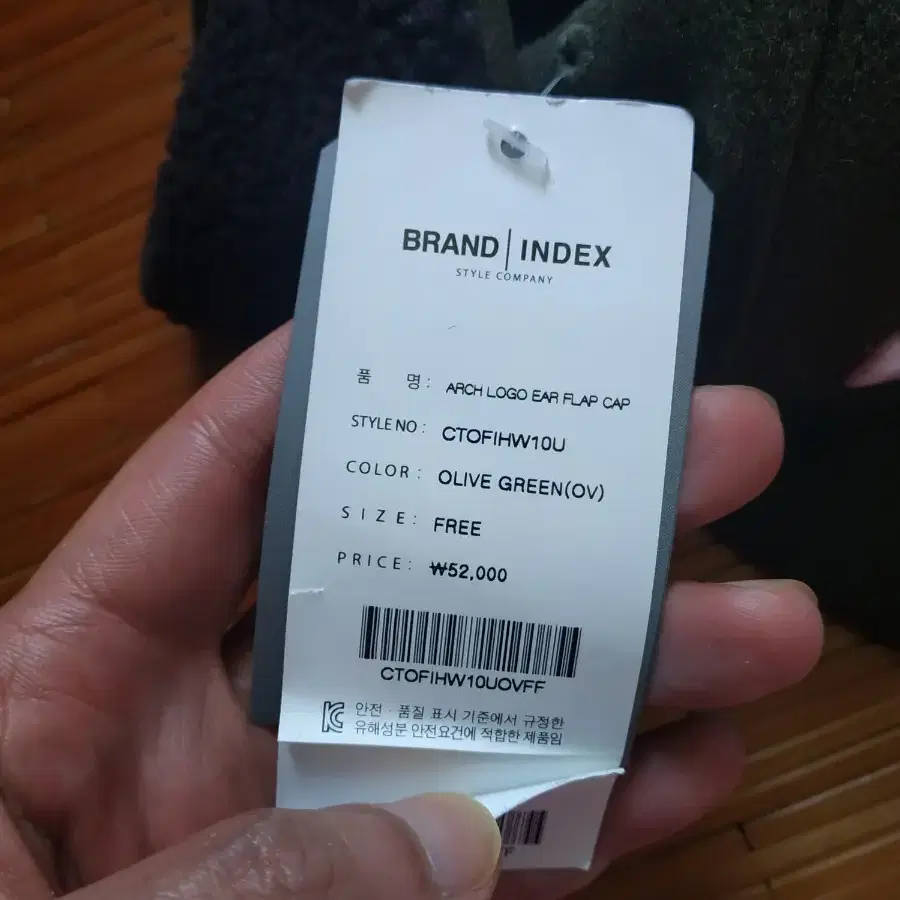 BRAND | INDEX
STYLE COMPANY
품 명 : ARCH LOGO EAR FLAP CAP
STYLE NO : CTOFIHW10U
COLOR : OLIVE GREEN(OV)
SIZE : FREE
PRICE : ₩52,000
CTOFIHW10UOVFF
안전 · 품질 표시 기준에서 규정한
유해성분 안전요건에 적합한 제품임